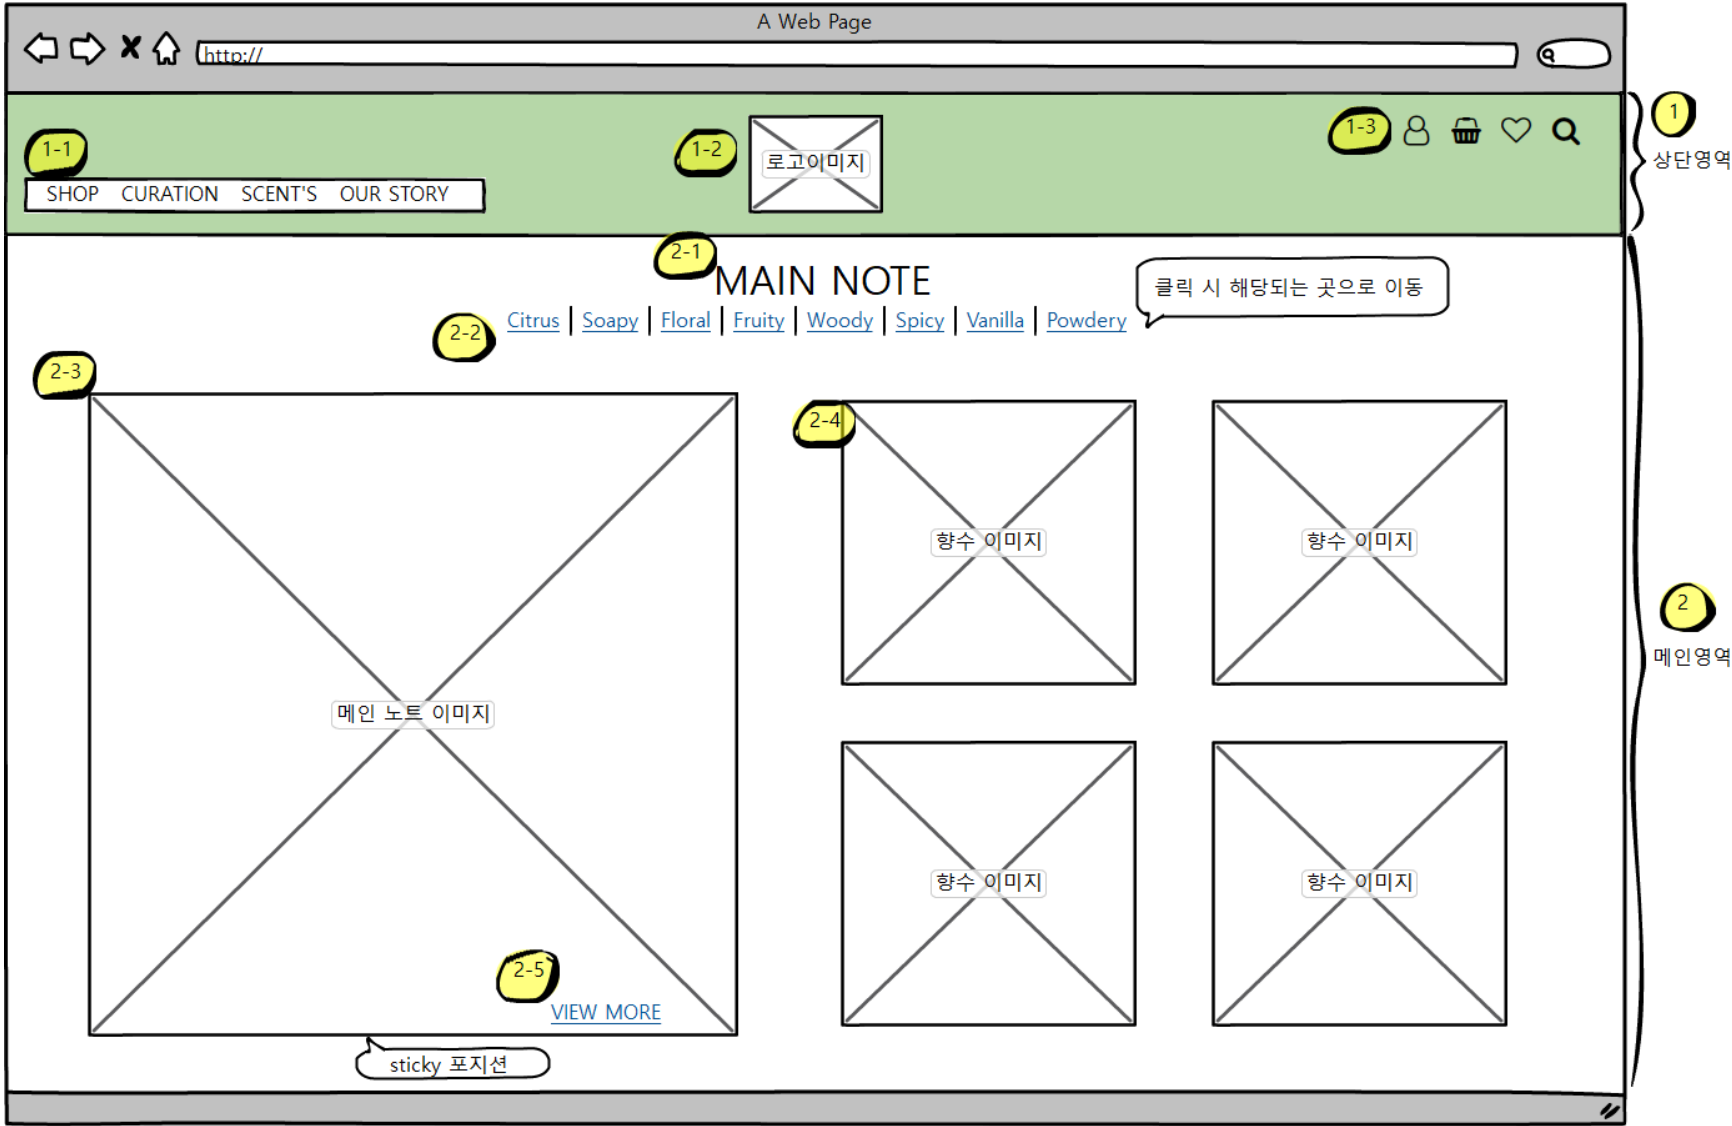 A Web Page
http://
1
상단영역
1-1
1-2
로고이미지
1-3
SHOP CURATION SCENT'S OUR STORY
2-1
MAIN NOTE
클릭 시 해당되는 곳으로 이동
2-2
Citrus | Soapy | Floral | Fruity | Woody | Spicy | Vanilla | Powdery
2-3
메인 노트 이미지
2-4
향수 이미지
향수 이미지
2
메인영역
향수 이미지
향수 이미지
2-5
VIEW MORE
sticky 포지션